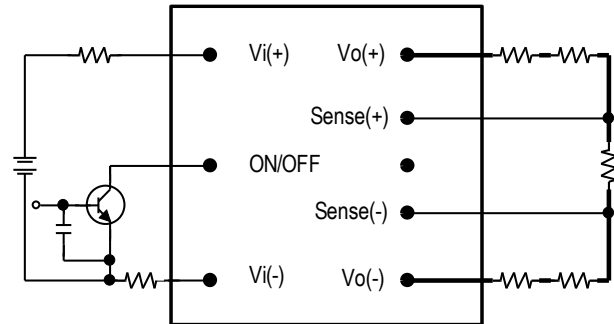 Vi(+) Vo(+)
Sense(+)
ON/OFF
Sense(-)
Vi(-) Vo(-)